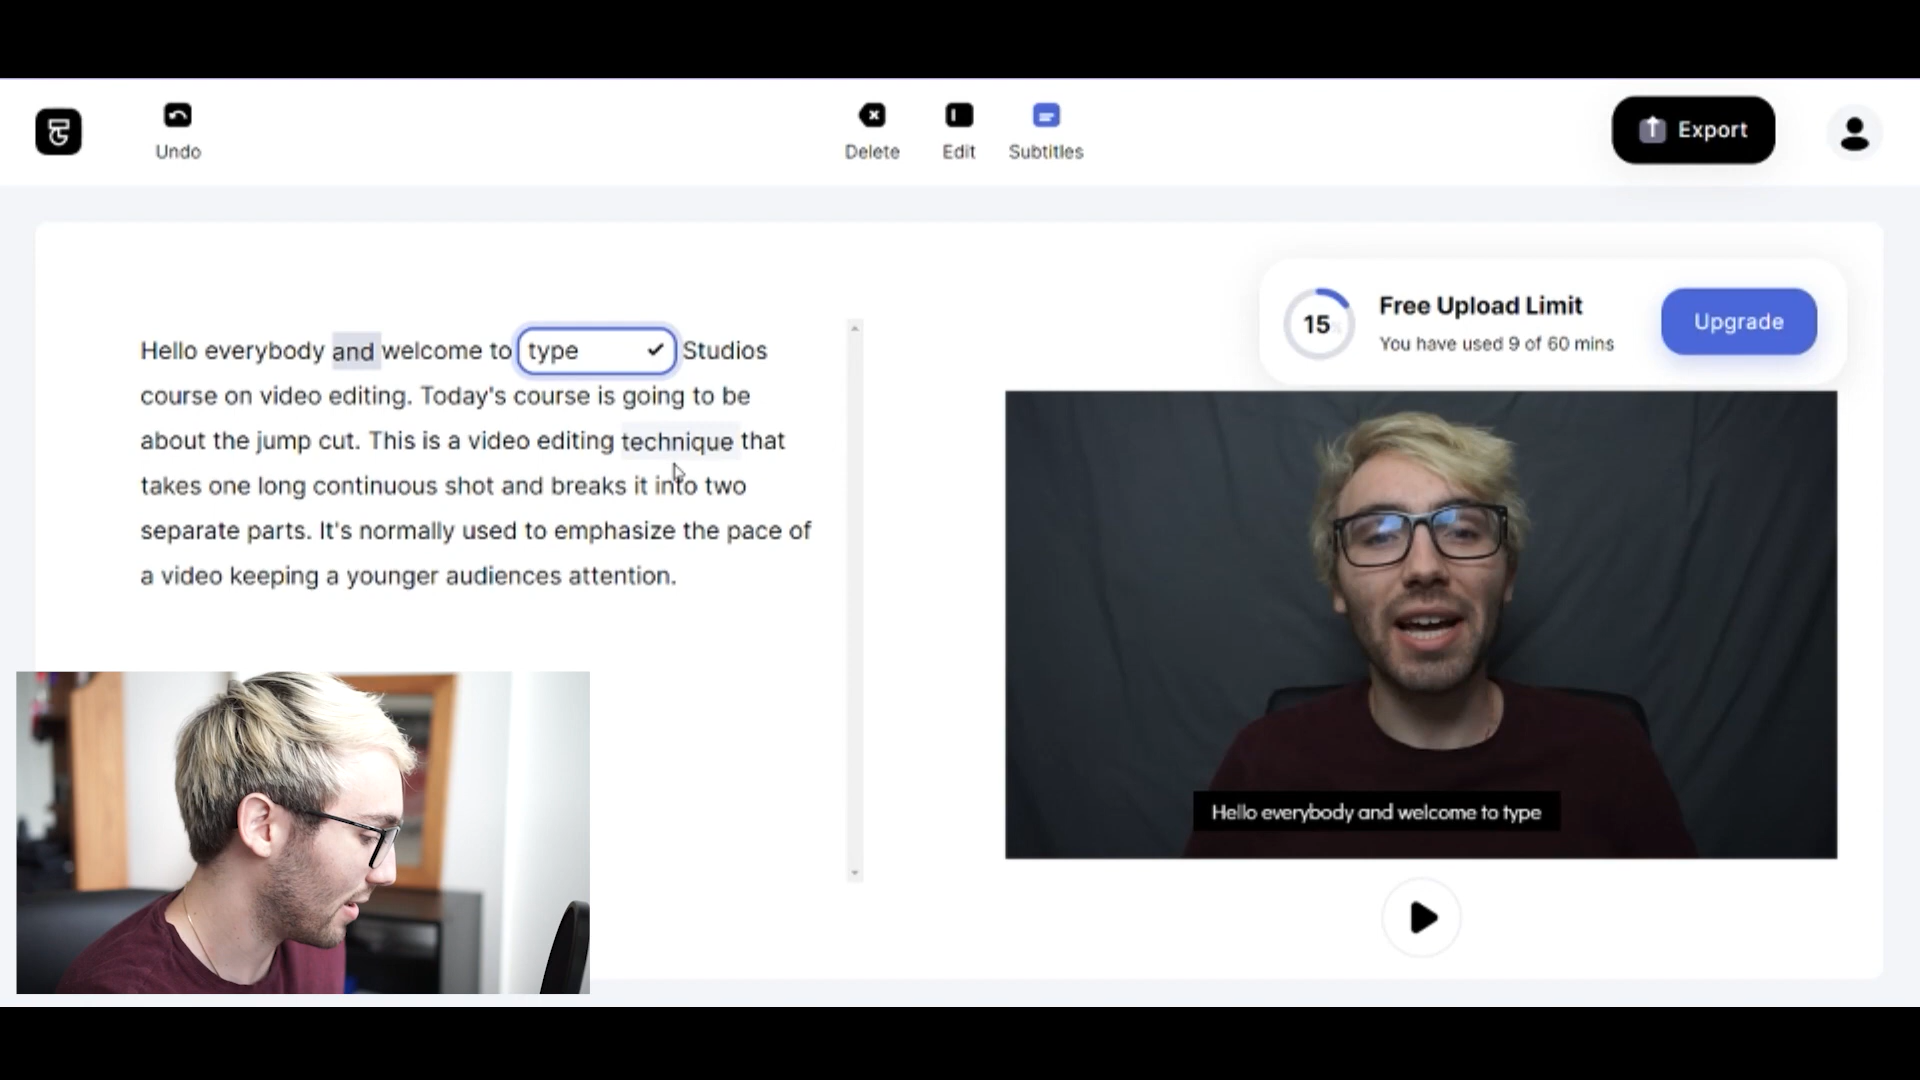 Undo
Delete
Edit
Subtitles
Export
15
Free Upload Limit
You have used 9 of 60 mins
Upgrade
Hello everybody and welcome to type Studios
course on video editing. Today's course is going to be
about the jump cut. This is a video editing technique that
takes one long continuous shot and breaks it into two
separate parts. It's normally used to emphasize the pace of
a video keeping a younger audiences attention.
Hello everybody and welcome to type